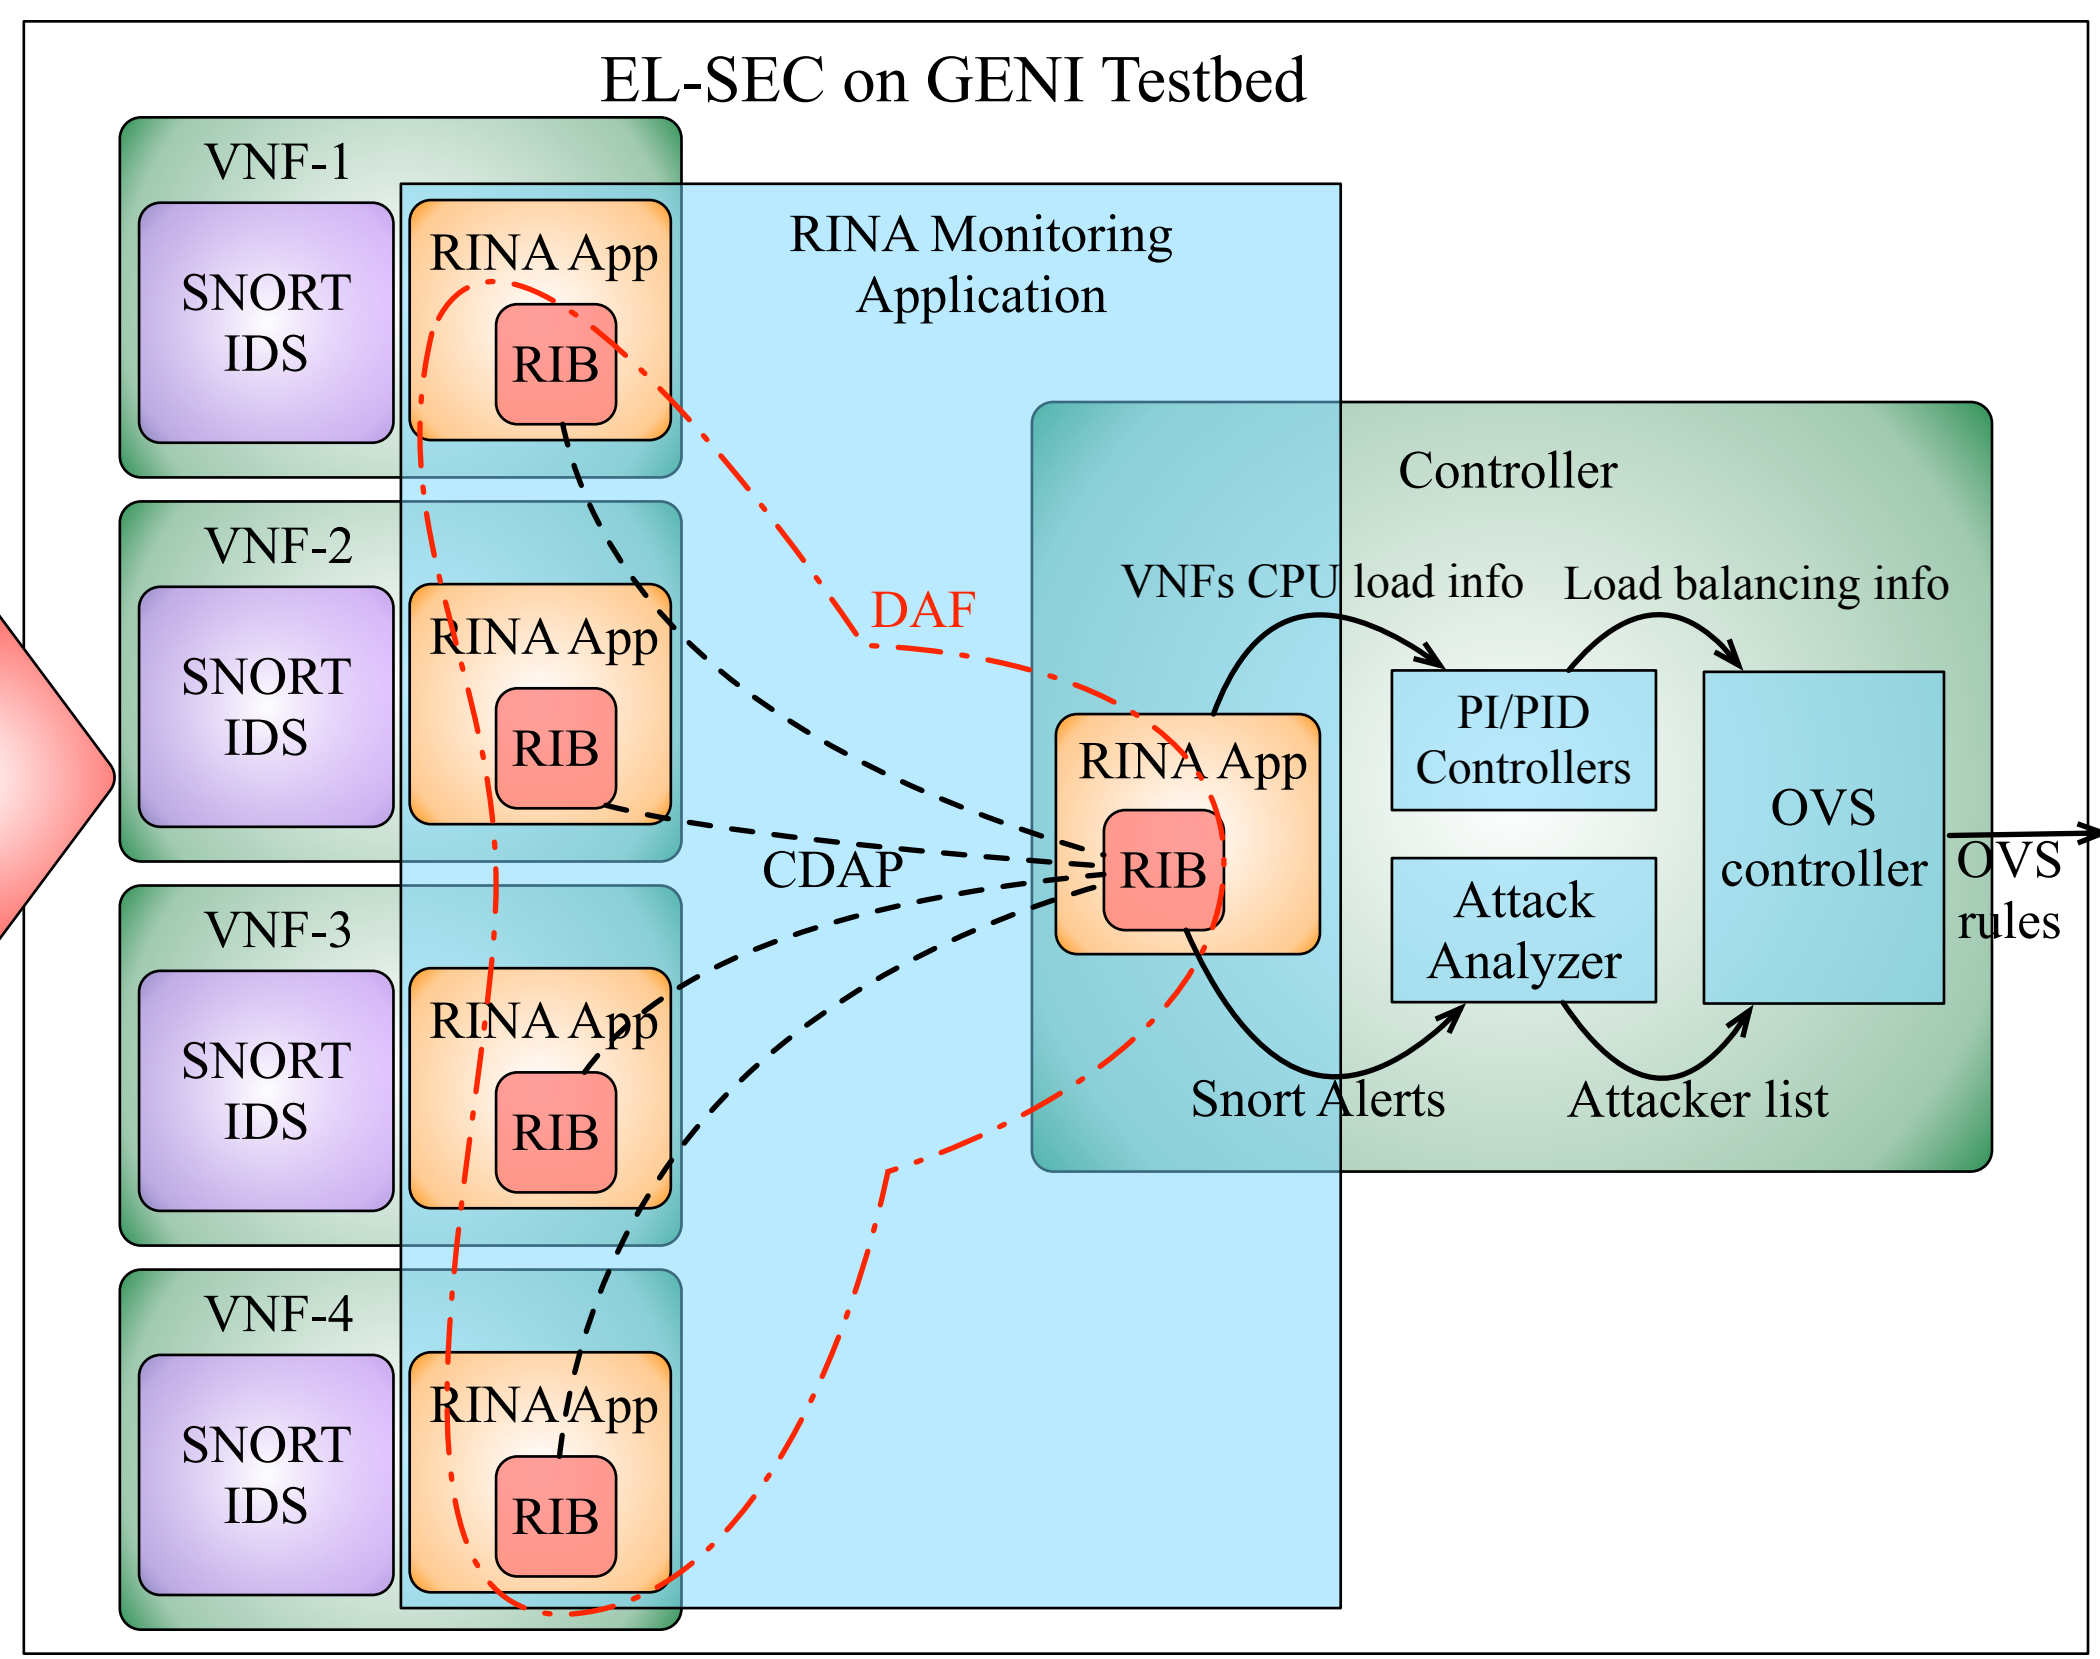 EL-SEC on GENI Testbed
VNF-1
SNORT
IDS
RINA App
RIB
RINA Monitoring
Application
VNF-2
SNORT
IDS
RINA App
RIB
DAF
CDAP
VNF-3
SNORT
IDS
RINA App
RIB
VNF-4
SNORT
IDS
RINA App
RIB
Controller
VNFs CPU load info
Load balancing info
RINA App
RIB
PI/PID
Controllers
Attack
Analyzer
OVS
controller
OVS
rules
Snort Alerts
Attacker list